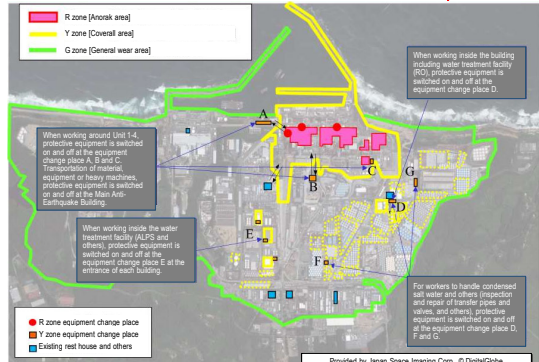 R zone [Anorak area]
Y zone [Coverall area]
G zone [General wear area]
When working inside the
building
including water treatment facility
(RO), protective equipment is
switched on and off at the
equipment change place D.
A
When working around Unit 1-4,
protective equipment is switched
on and off at the equipment
change place A, B and C.
Transportation of material,
equipment or heavy machines,
protective equipment is switched
on and off at the Main Anti-
Earthquake Building.
B
C
G
D
When working inside the water
treatment facility (ALPS and
others), protective equipment is
switched on and off at the
equipment change place E at the
entrance of each building.
E
F
For workers to handle condensed
salt water and others (inspection
and repair of transfer pipes and
valves, and others), protective
equipment is switched on and off
at the equipment change place D,
F and G.
R zone equipment change place
Y zone equipment change place
Existing rest house and others
Provided by Japan Space Imaging Corp., © DigitalGlobe